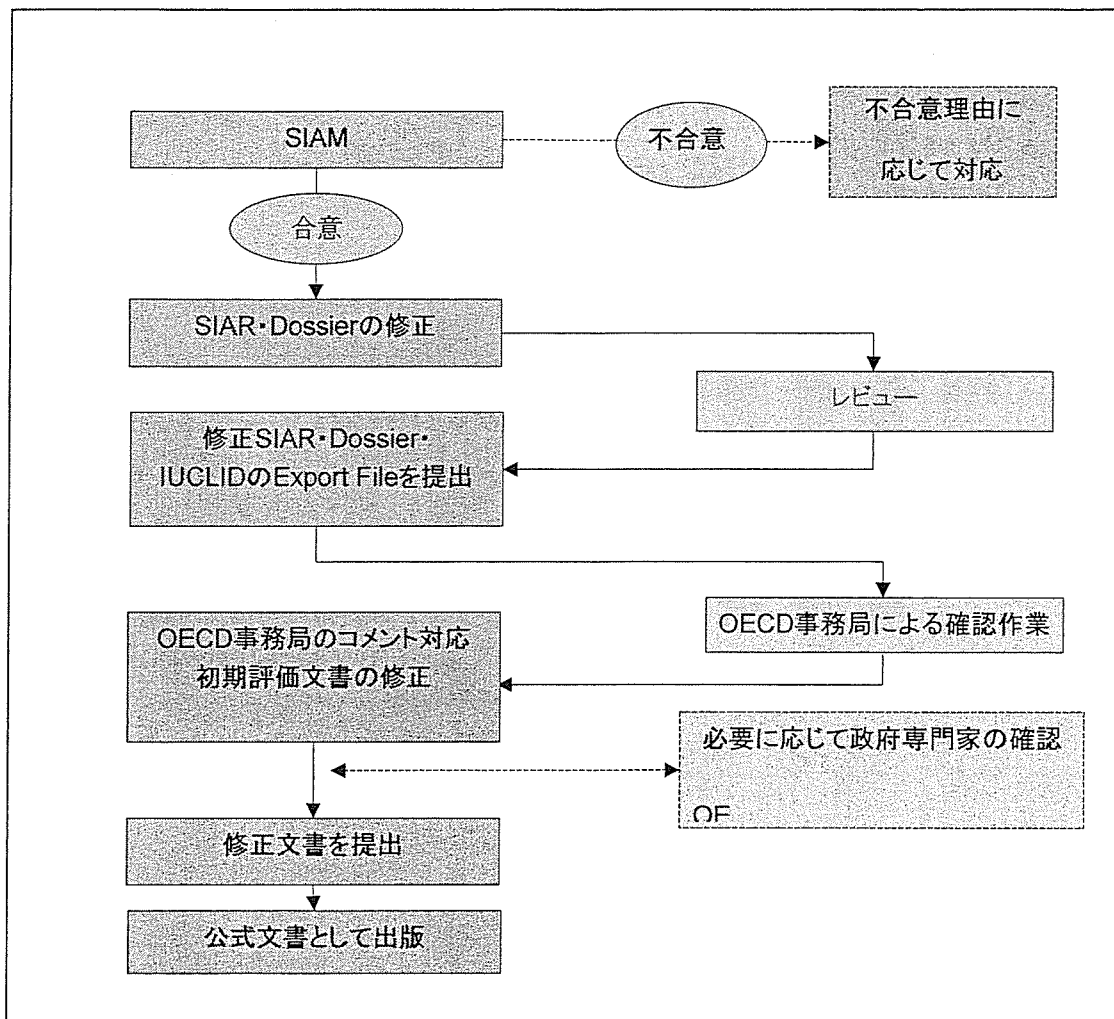 SIAM
不合意
不合意理由に
応じて対応
合意
SIAR・Dossierの修正
レビュー
修正SIAR・Dossier・
IUCLIDのExport Fileを提出
OECD事務局による確認作業
OECD事務局のコメント対応
初期評価文書の修正
必要に応じて政府専門家の確認
OE
修正文書を提出
公式文書として出版